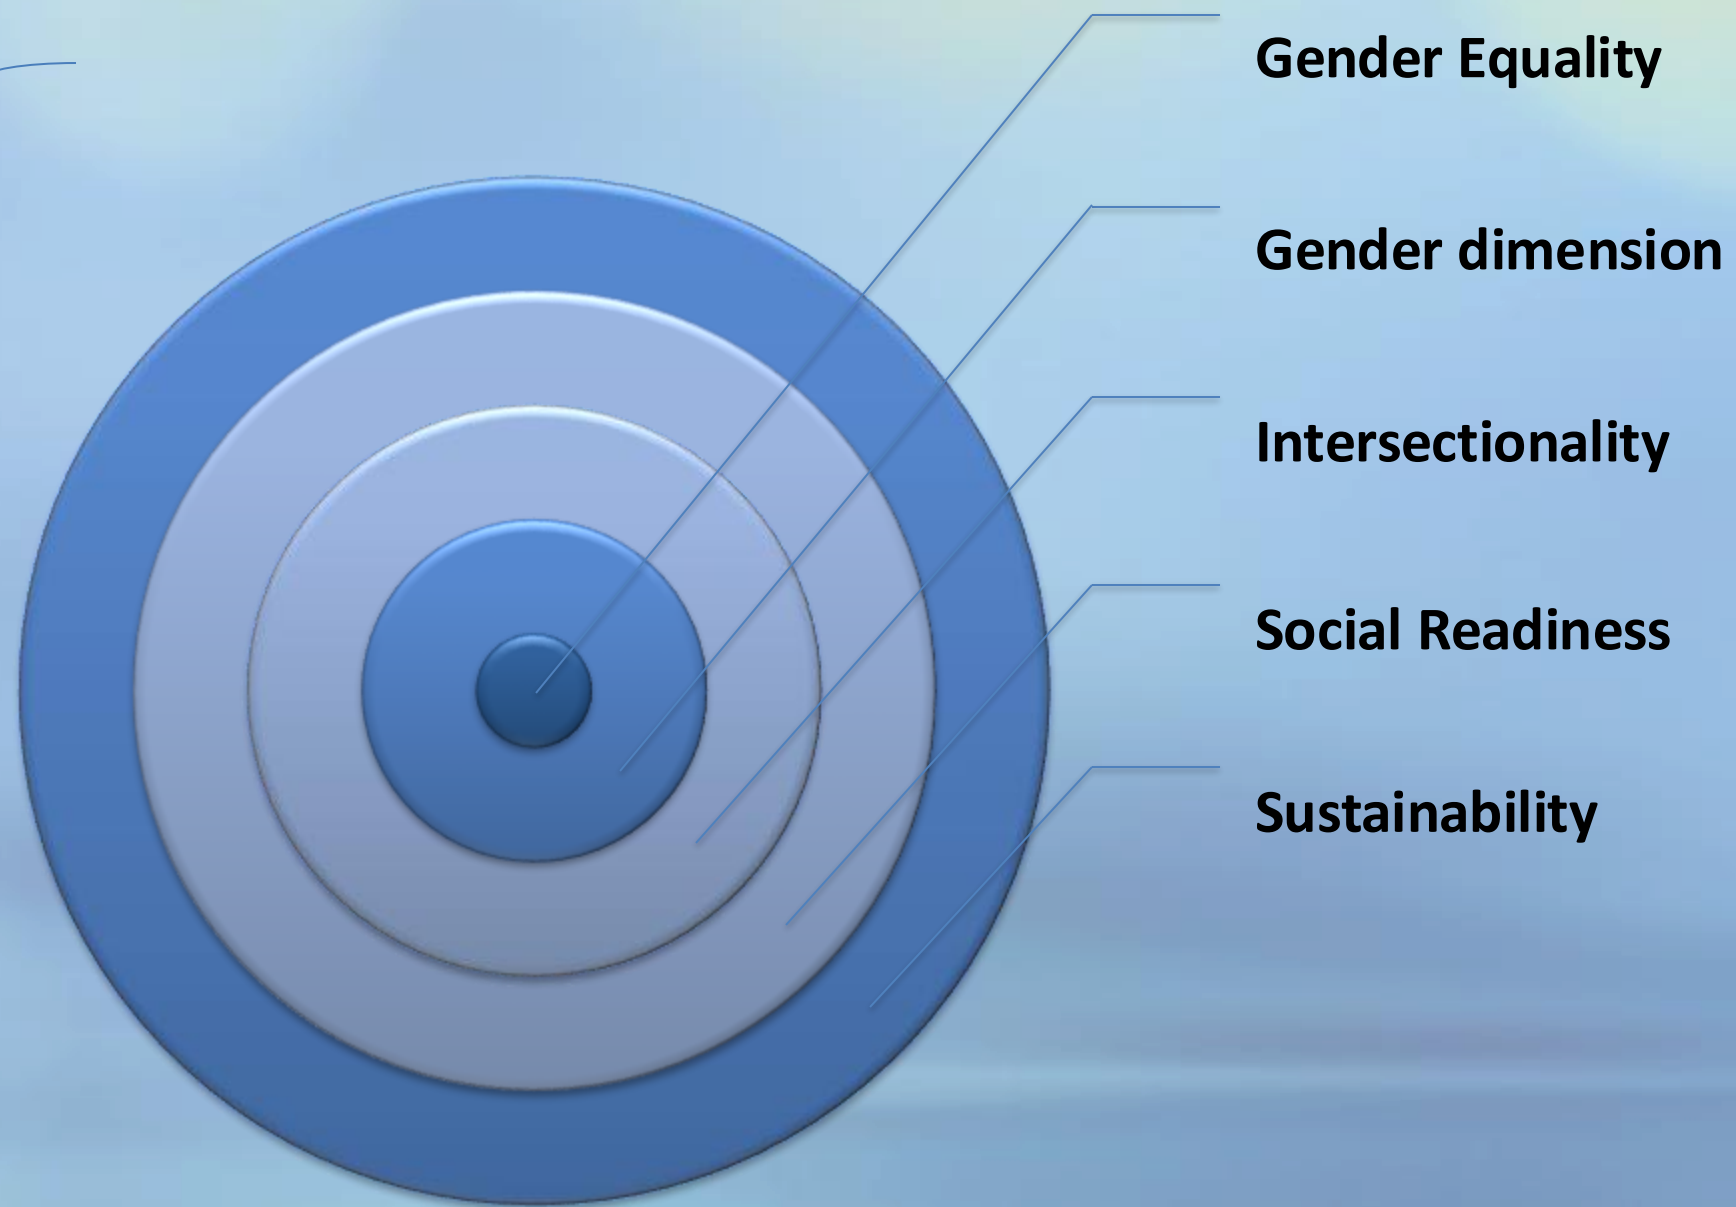 Gender Equality
Gender dimension
Intersectionality
Social Readiness
Sustainability